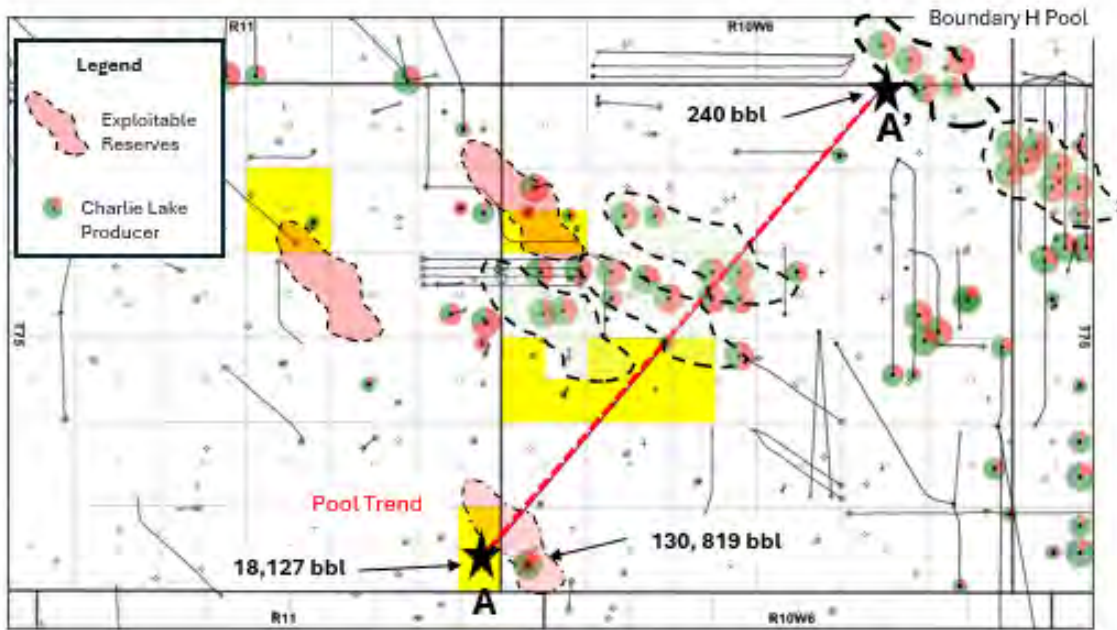 R11
R10W6
Boundary H Pool
Legend
Exploitable
Reserves
Charlie Lake
Producer
240 bbl
A'
T75
Pool Trend
18,127 bbl
130, 819 bbl
A
R11
R10W6